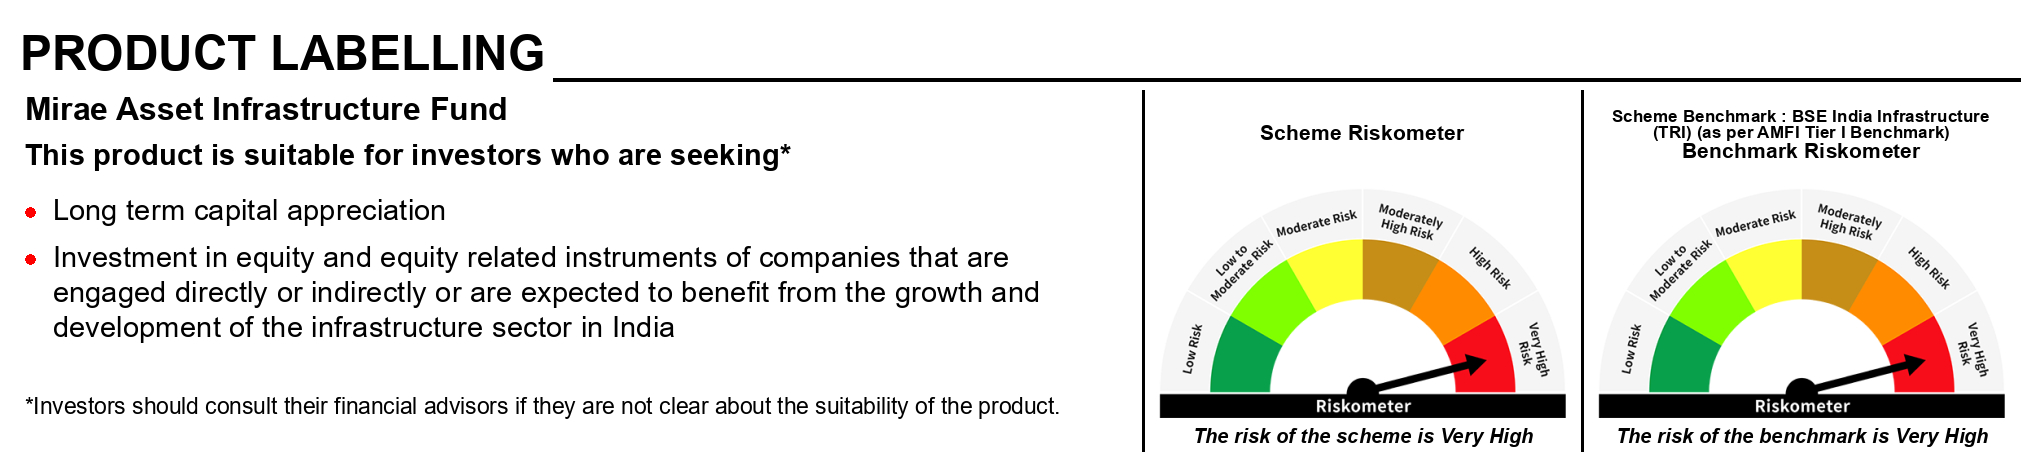 PRODUCT LABELLING
Mirae Asset Infrastructure Fund
This product is suitable for investors who are seeking*
Long term capital appreciation
Investment in equity and equity related instruments of companies that are
engaged directly or indirectly or are expected to benefit from the growth and
development of the infrastructure sector in India
*Investors should consult their financial advisors if they are not clear about the suitability of the product.
Scheme Riskometer
Low Risk
Low to
Moderate Risk
Moderate Risk
Moderately
High Risk
High Risk
Very High
Risk
Riskometer
The risk of the scheme is Very High
Scheme Benchmark : BSE India Infrastructure
(TRI) (as per AMFI Tier I Benchmark)
Benchmark Riskometer
Low Risk
Low to
Moderate Risk
Moderate Risk
Moderately
High Risk
High Risk
Very High
Risk
Riskometer
The risk of the benchmark is Very High